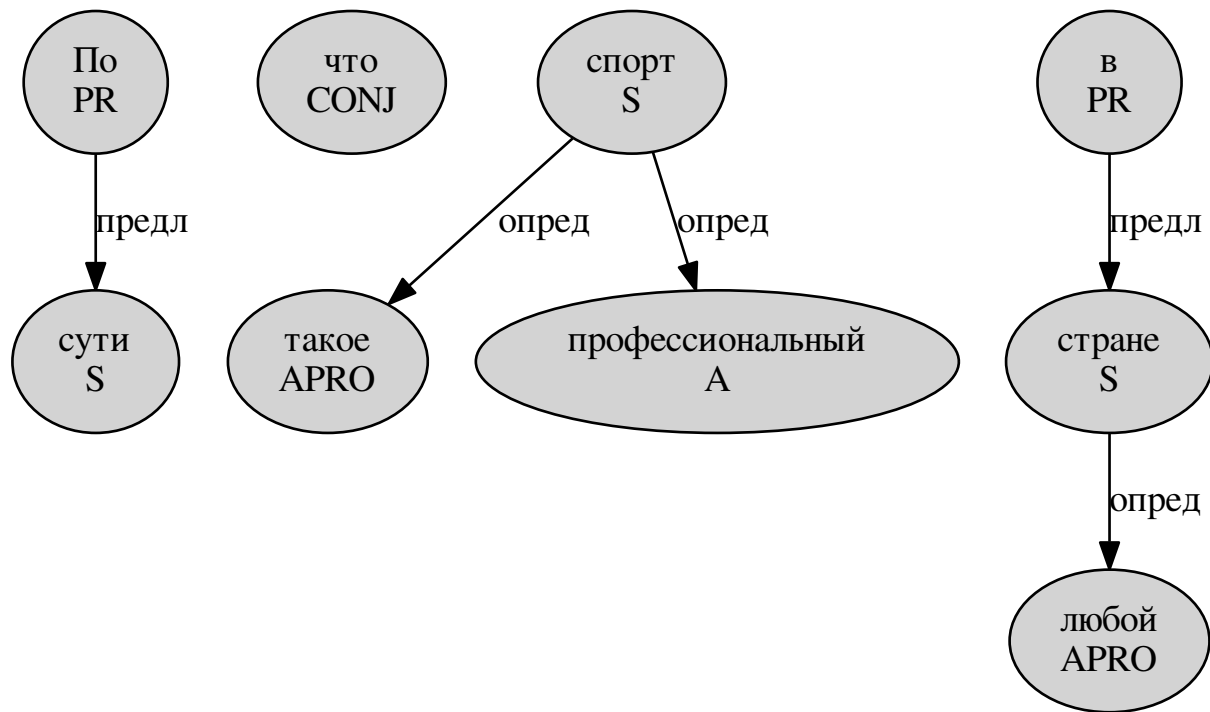 По
PR
что
CONJ
спорт
S
в
PR
предл
опред
опред
предл
сути
S
такое
APRO
профессиональный
A
стране
S
опред
любой
APRO